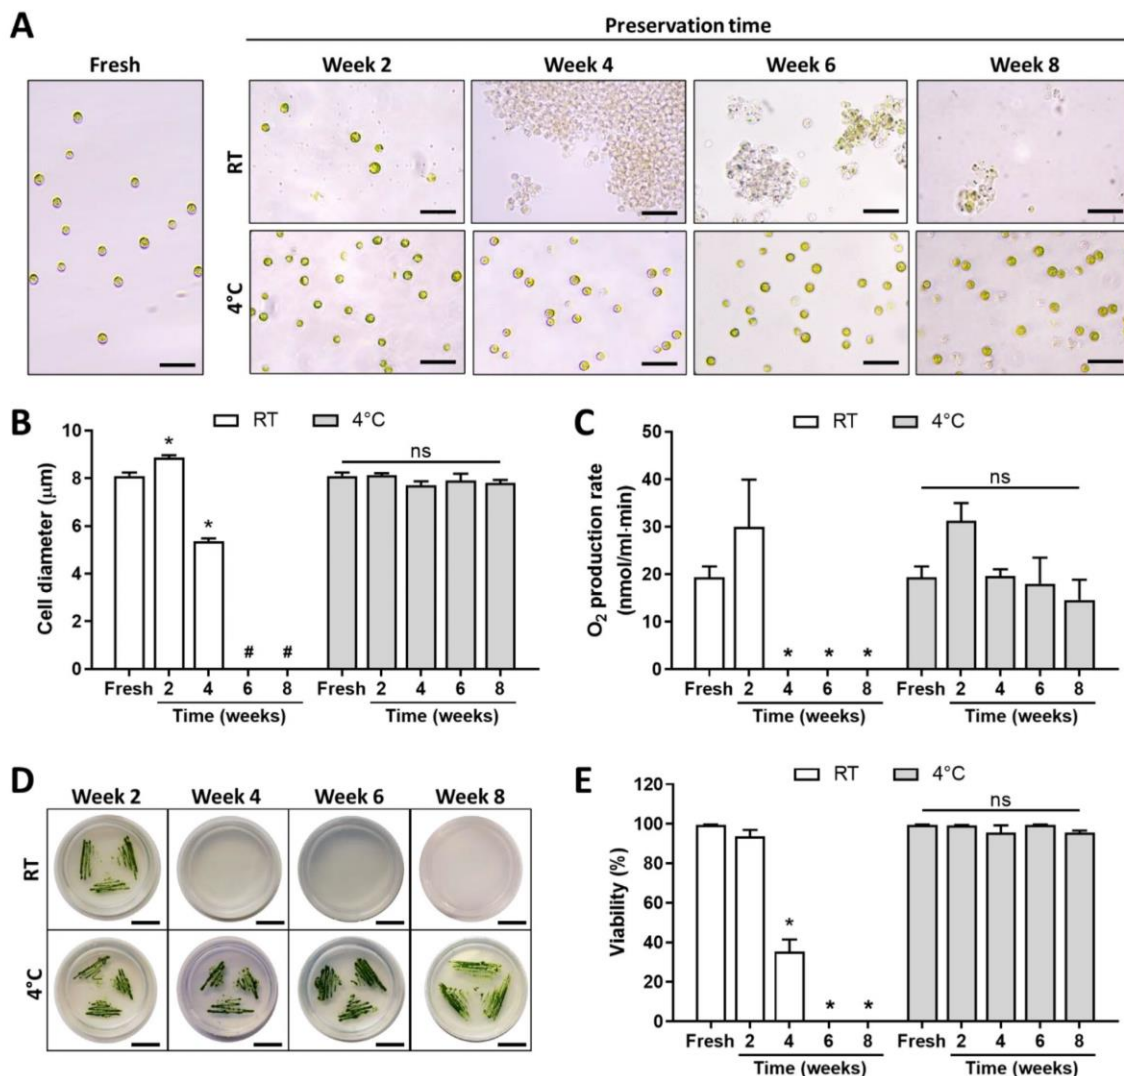 A
Preservation time
Fresh
Week 2
Week 4
Week 6
Week 8
RT
4°C
B
RT
4°C
Cell diameter (μm)
10
8
6
4
2
0
*
*
#
#
ns
Fresh 2 4 6 8
Time (weeks)
Fresh 2 4 6 8
Time (weeks)
C
RT
4°C
O2 production rate
(nmol/ml·min)
50
40
30
20
10
0
* * *
ns
Fresh 2 4 6 8
Time (weeks)
Fresh 2 4 6 8
Time (weeks)
D
Week 2
Week 4
Week 6
Week 8
RT
4°C
E
RT
4°C
Viability (%)
120
100
80
60
40
20
0
*
* *
ns
Fresh 2 4 6 8
Time (weeks)
Fresh 2 4 6 8
Time (weeks)